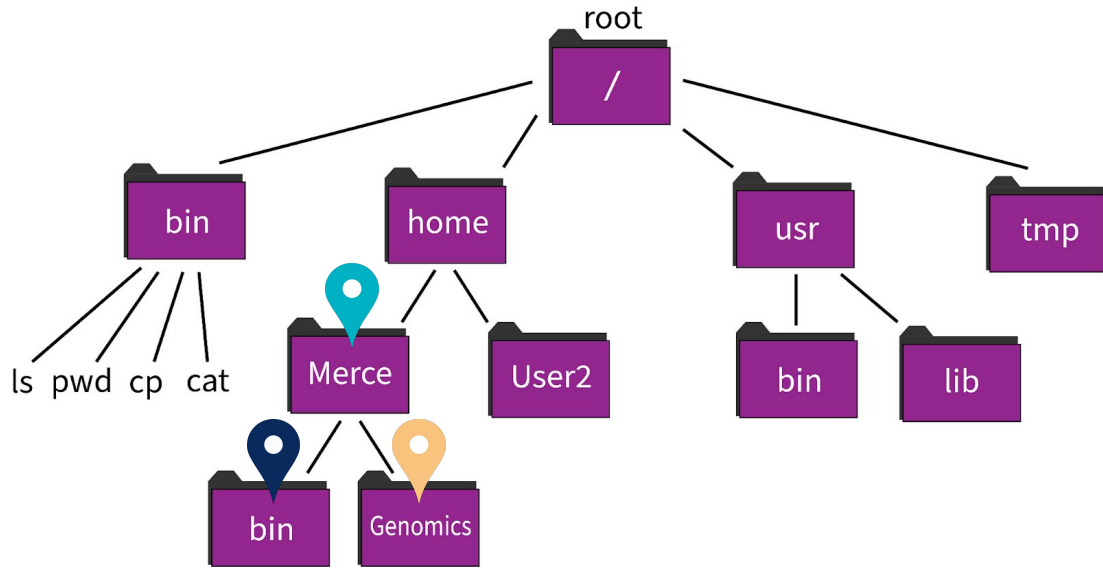 root
/
bin
home
usr
tmp
ls
pwd
cp
cat
Merce
User2
bin
lib
bin
Genomics